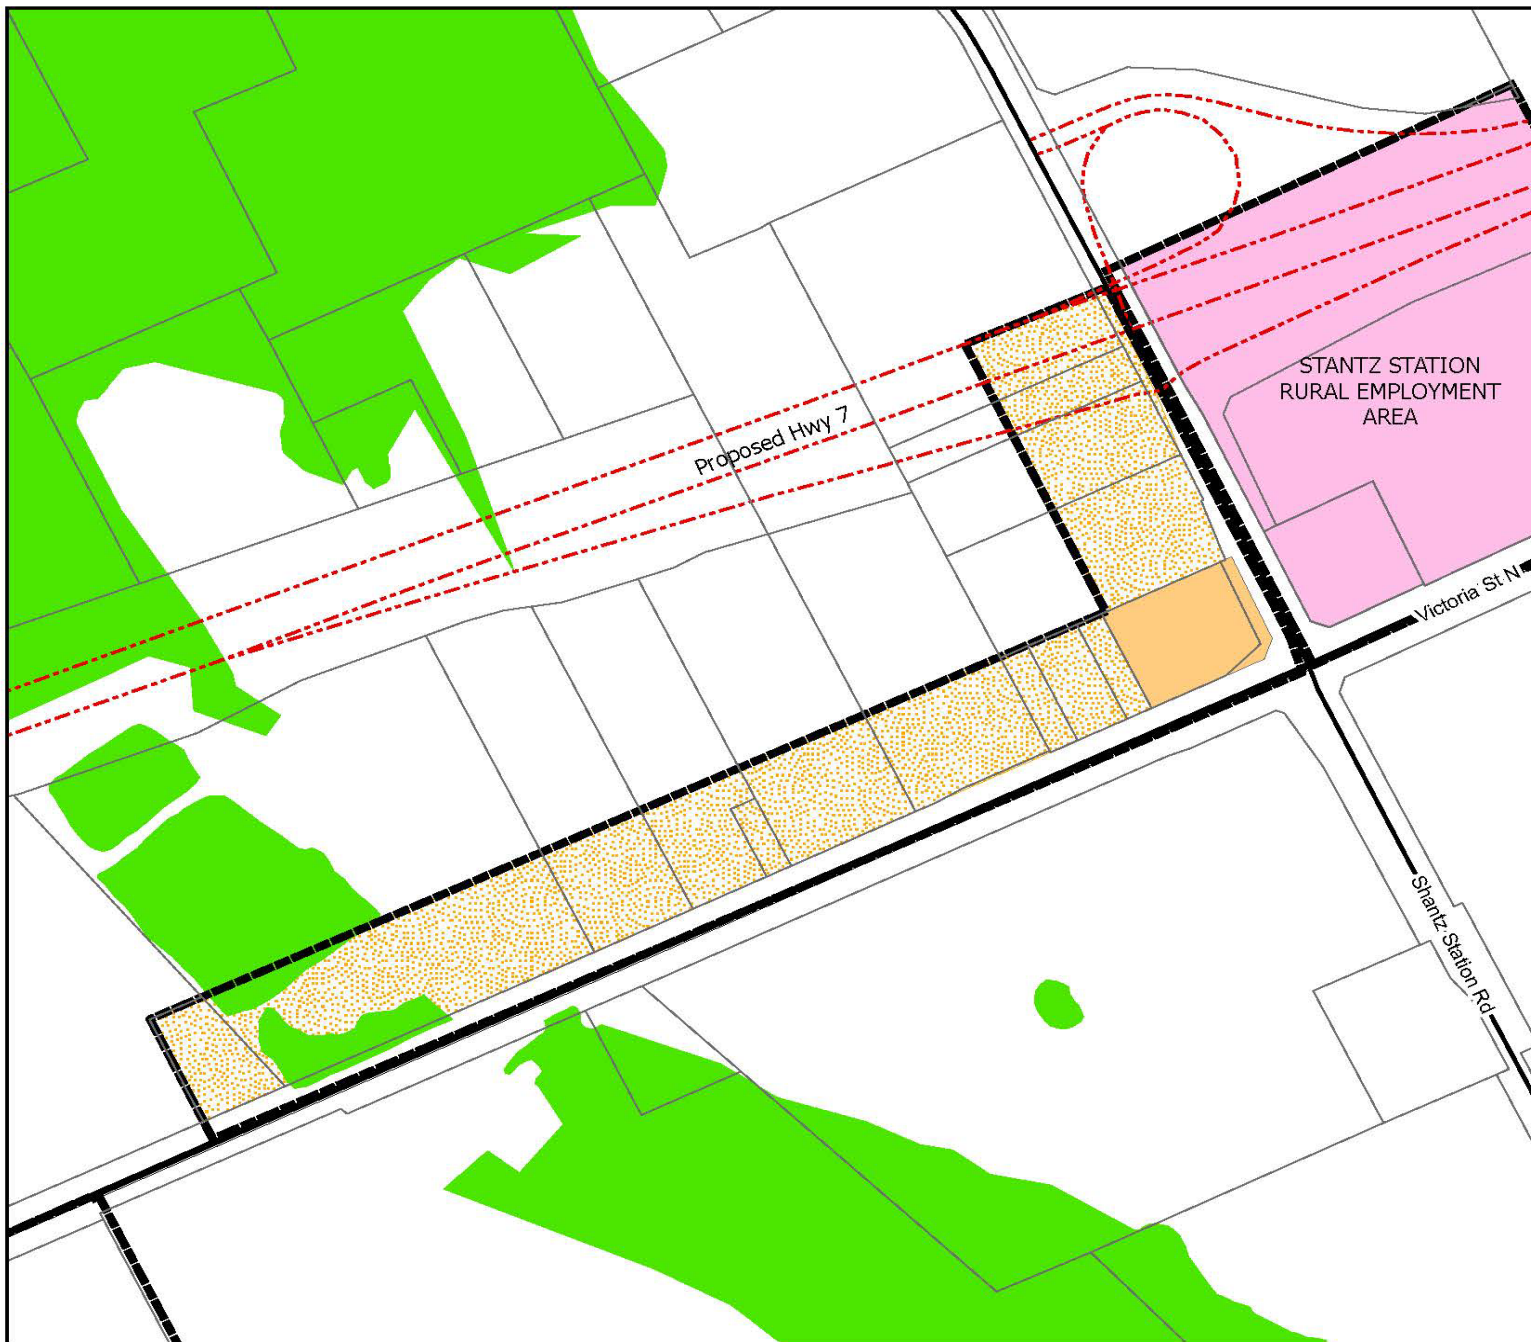 STANTZ STATION
RURAL EMPLOYMENT
AREA
Proposed Hwy 7
Victoria St N
Shantz Station Rd